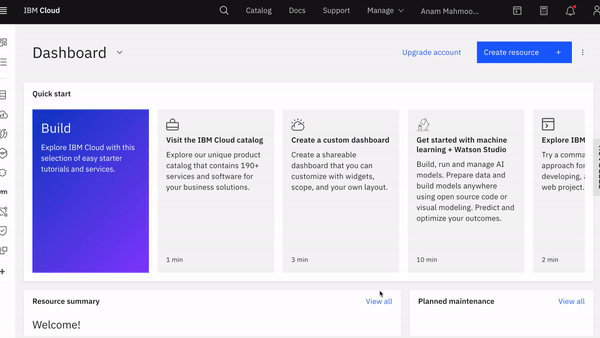 IBM Cloud
Catalog
Docs
Support
Manage
Anam Mahmoo...
Dashboard
Upgrade account
Create resource +
Quick start
Build
Explore IBM Cloud with this
selection of easy starter
tutorials and services.
Visit the IBM Cloud catalog
Explore our unique product
catalog that contains 190+
services and software for
your business solutions.
1 min
Create a custom dashboard
Create a shareable
dashboard that you can
customize with widgets,
scope, and your own layout.
3 min
Get started with machine
learning + Watson Studio
Build, run and manage AI
models. Prepare data and
build models anywhere
using open source code or
visual modeling. Predict and
optimize your outcomes.
10 min
Explore IBM
Try a comma
approach for
developing, a
web project.
2 min
Resource summary
View all
Welcome!
Planned maintenance
View all